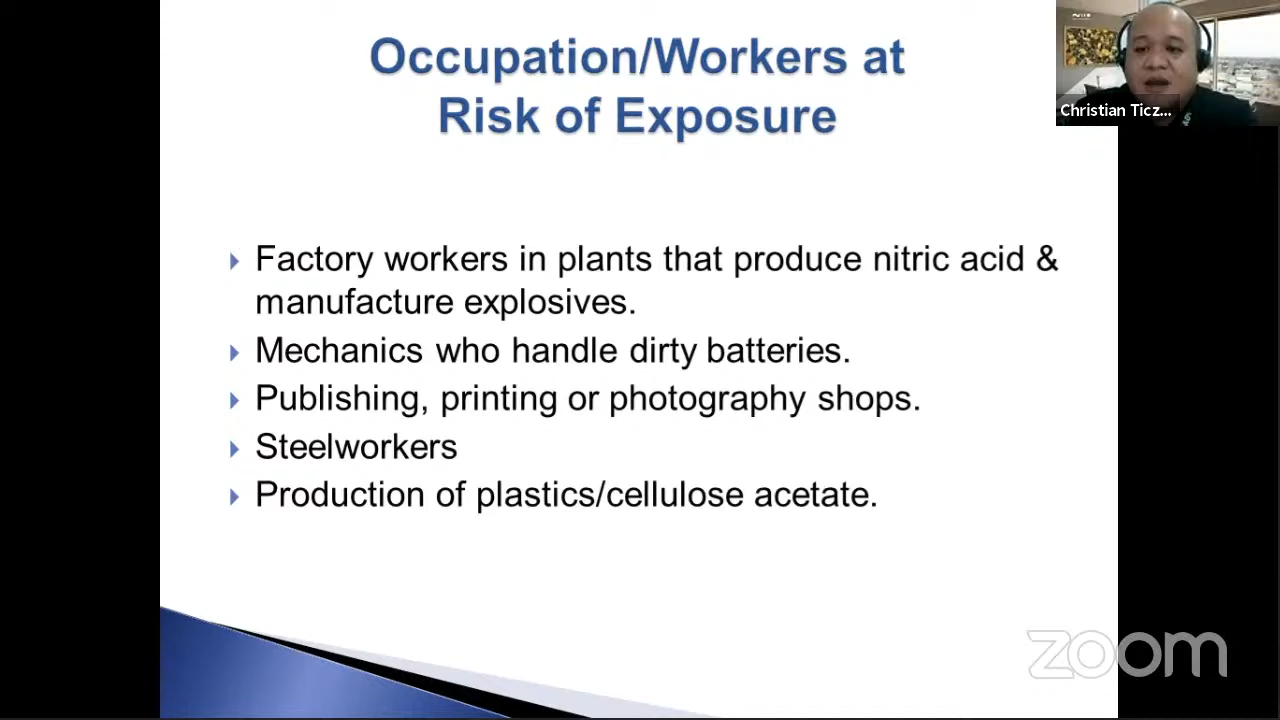 Occupation/Workers at
Risk of Exposure
Christian Ticz...
Factory workers in plants that produce nitric acid &
manufacture explosives.
Mechanics who handle dirty batteries.
Publishing, printing or photography shops.
Steelworkers
Production of plastics/cellulose acetate.
zoom